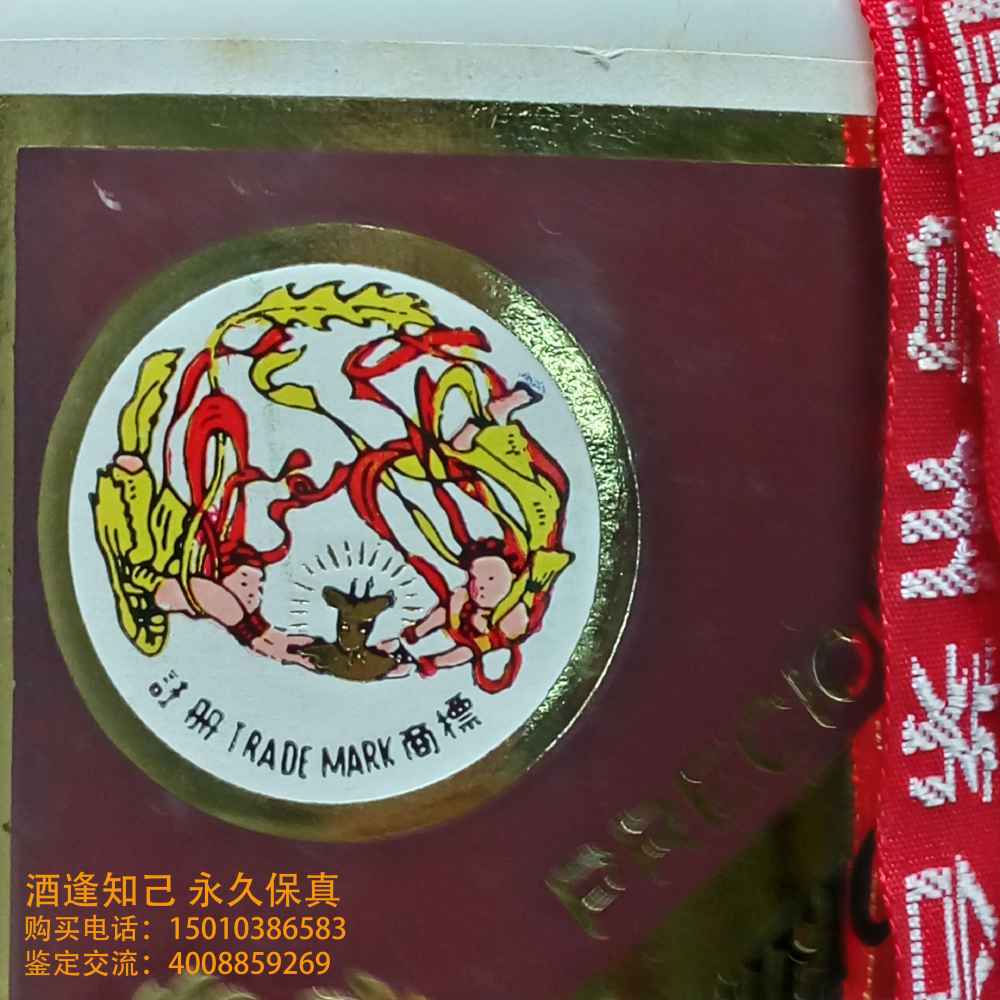 註册 TRADE MARK 商標
PRECIO
酒逢知己 永久保真
购买电话：15010386583
鉴定交流：4008859269